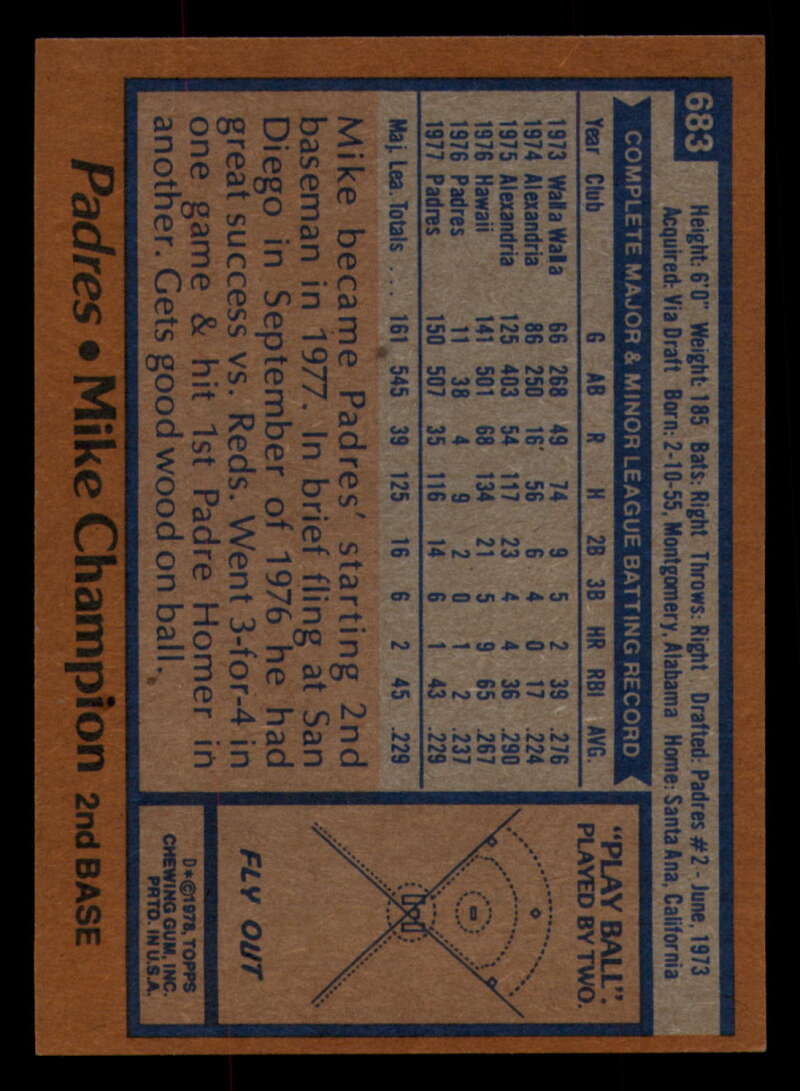 683
Height: 6'0" Weight: 185 Bats: Right Throws: Right Drafted: Padres #2 - June, 1973
Acquired: Via Draft Born: 2-10-55, Montgomery, Alabama Home: Santa Ana, California
COMPLETE MAJOR & MINOR LEAGUE BATTING RECORD
Year Club G AB R H 2B 3B HR RBI AVG.
1973 Walla Walla 66 268 49 74 9 5 2 39 .276
1974 Alexandria 86 250 16 56 6 4 0 17 .224
1975 Alexandria 125 403 54 117 23 4 4 36 .290
1976 Hawaii 141 501 68 134 21 5 9 65 .267
1976 Padres 11 38 4 9 2 0 1 2 .237
1977 Padres 150 507 35 116 14 6 1 43 .229
Maj. Lea. Totals .... 161 545 39 125 16 6 2 45 .229
Mike became Padres' starting 2nd
baseman in 1977. In brief fling at San
Diego in September of 1976 he had
great success vs. Reds. Went 3-for-4 in
one game & hit 1st Padre Homer in
another. Gets good wood on ball.
"PLAY BALL":
PLAYED BY TWO.
FLY OUT
D*©1978, TOPPS
CHEWING GUM, INC.
PRTD. IN U.S.A.
Padres • Mike Champion 2nd BASE